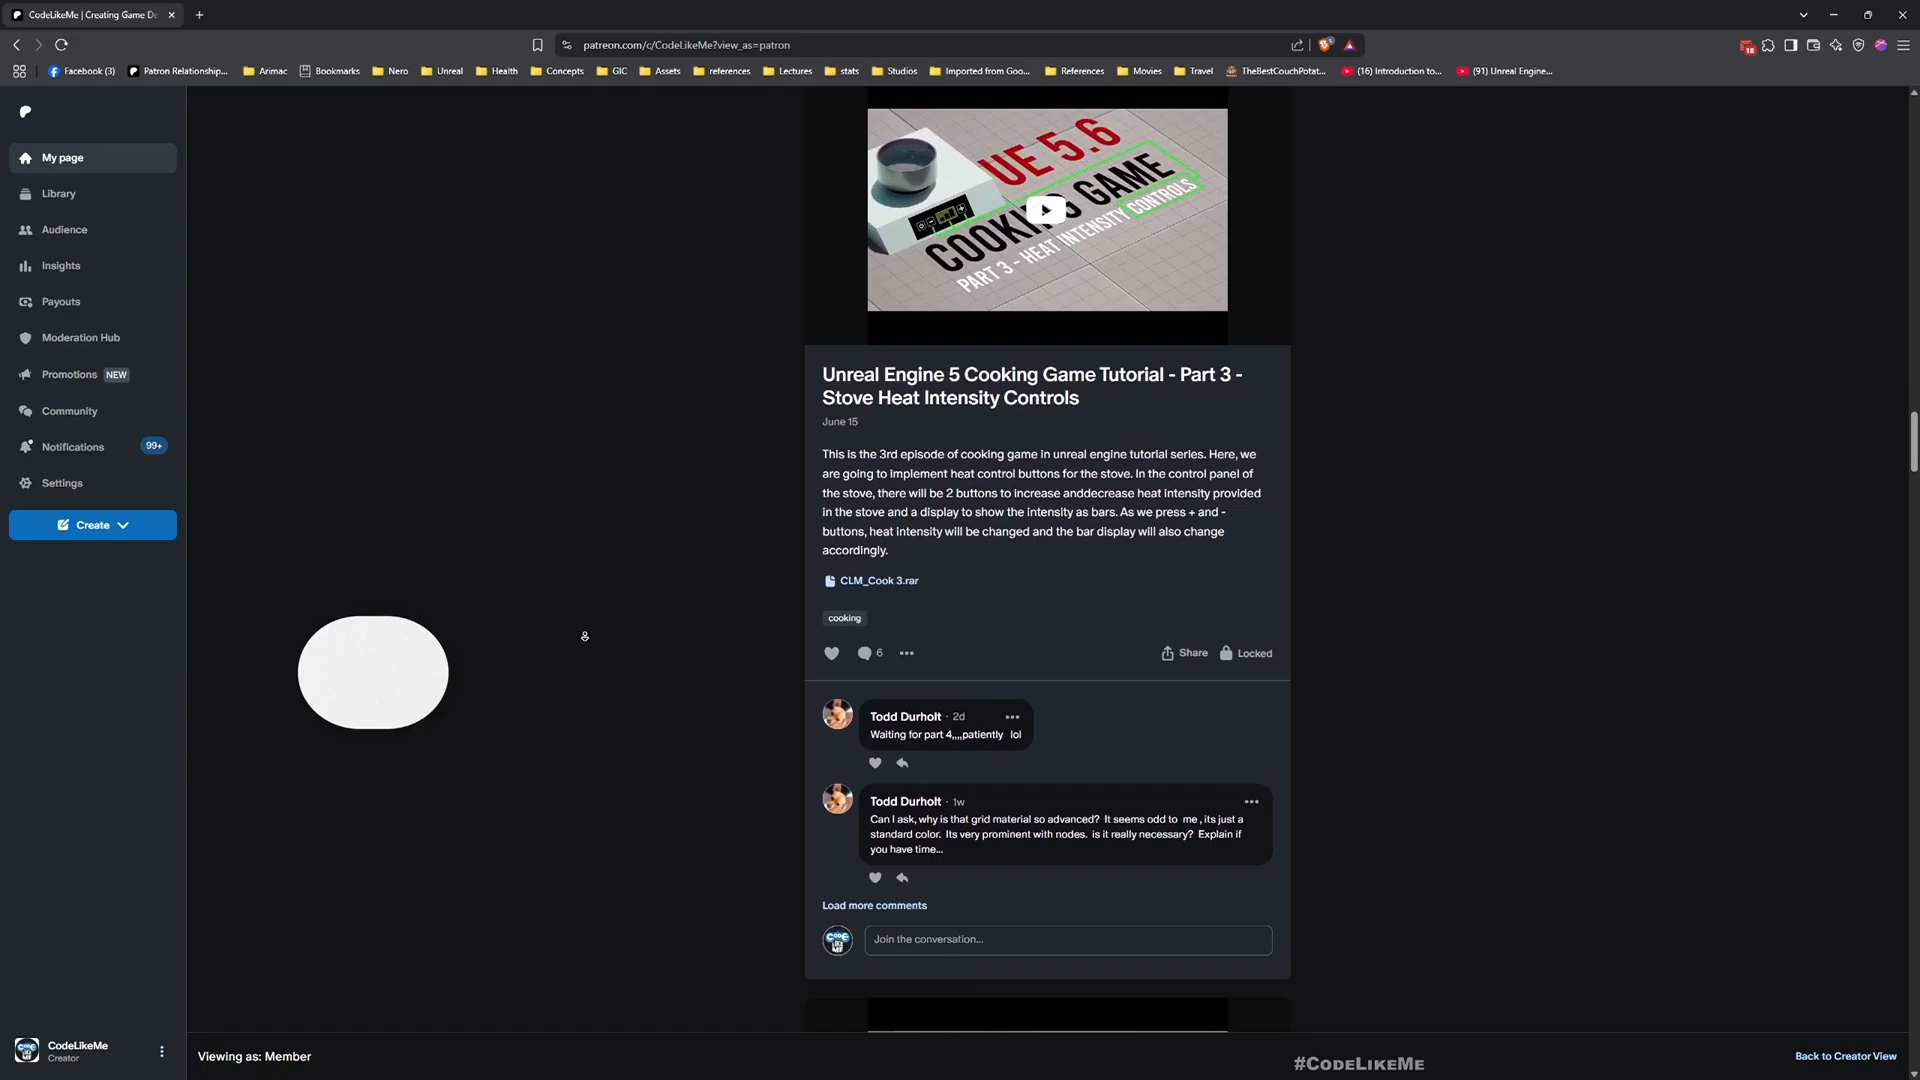 CodeLikeMe | Creating Game De
patreon.com/c/CodeLikeMe?view_as=patron
18
Facebook (3)
Patron Relationship...
Arimac
Bookmarks
Nero
Unreal
Health
Concepts
GIC
Assets
references
Lectures
stats
Studios
Imported from Goo...
References
Movies
Travel
TheBestCouchPotat...
(16) Introduction to...
(91) Unreal Engine...
My page
Library
Audience
Insights
Payouts
Moderation Hub
Promotions NEW
Community
Notifications 99+
Settings
Create
UE 5.6
COOKING GAME
PART 3 - HEAT INTENSITY CONTROLS
Unreal Engine 5 Cooking Game Tutorial - Part 3 -
Stove Heat Intensity Controls
June 15
This is the 3rd episode of cooking game in unreal engine tutorial series. Here, we
are going to implement heat control buttons for the stove. In the control panel of
the stove, there will be 2 buttons to increase anddecrease heat intensity provided
in the stove and a display to show the intensity as bars. As we press + and -
buttons, heat intensity will be changed and the bar display will also change
accordingly.
CLM_Cook 3.rar
cooking
6
Share
Locked
Todd Durholt · 2d
Waiting for part 4,,,,patiently lol
Todd Durholt · 1w
Can I ask, why is that grid material so advanced? It seems odd to me , its just a
standard color. Its very prominent with nodes. is it really necessary? Explain if
you have time...
Load more comments
CODE LIKE ME
Join the conversation...
CodeLikeMe
Creator
Viewing as: Member
#CodeLikeMe
Back to Creator View